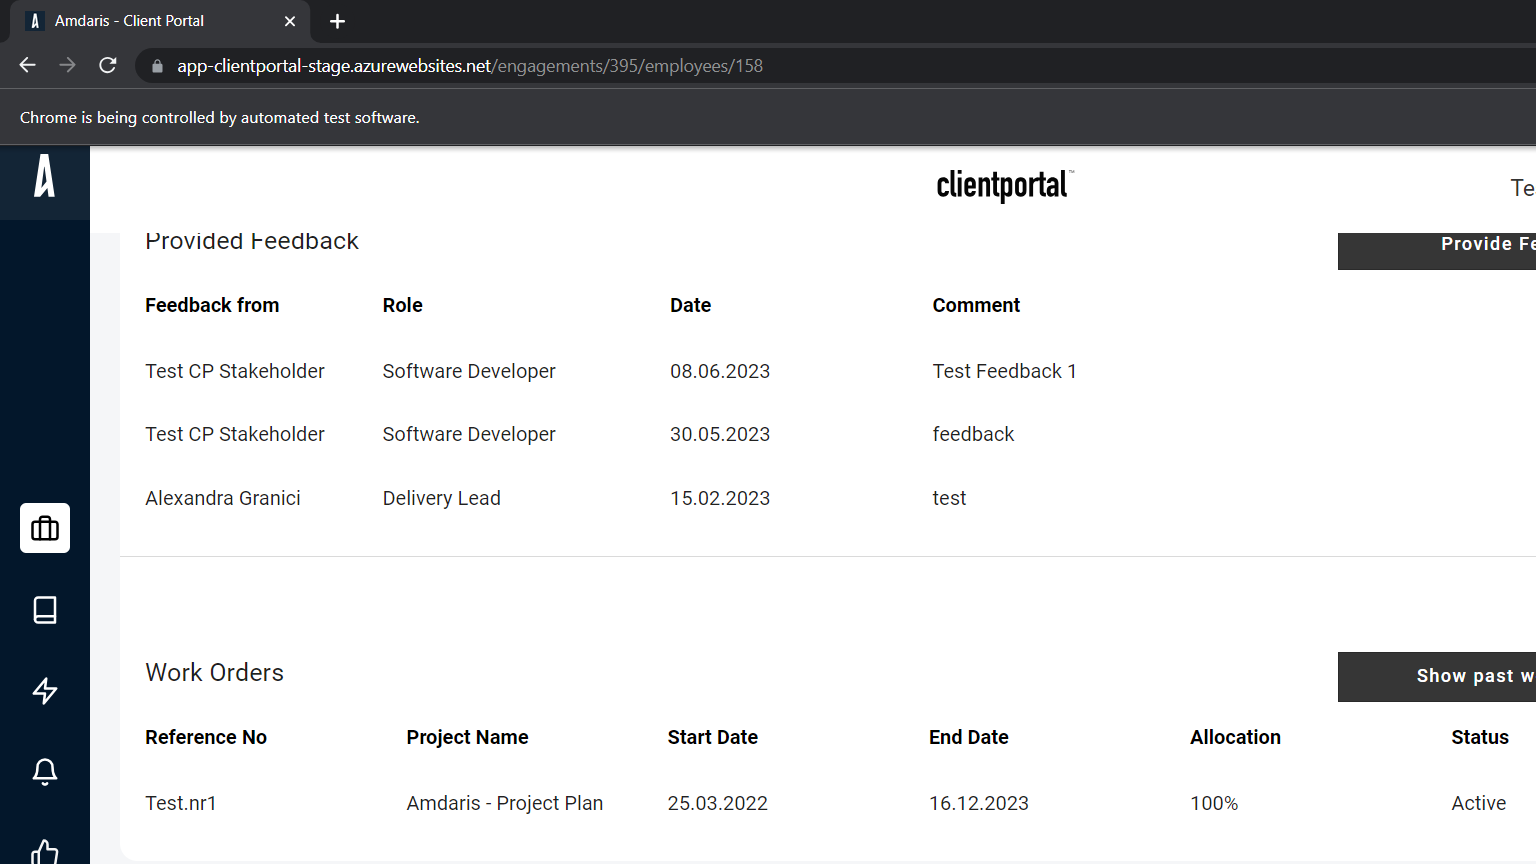 Amdaris - Client Portal
app-clientportal-stage.azurewebsites.net/engagements/395/employees/158
Chrome is being controlled by automated test software.
clientportal™
Te
Provided Feedback
Provide Fe
Feedback from Role Date Comment
Test CP Stakeholder Software Developer 08.06.2023 Test Feedback 1
Test CP Stakeholder Software Developer 30.05.2023 feedback
Alexandra Granici Delivery Lead 15.02.2023 test
Work Orders
Show past w
Reference No Project Name Start Date End Date Allocation Status
Test.nr1 Amdaris - Project Plan 25.03.2022 16.12.2023 100% Active